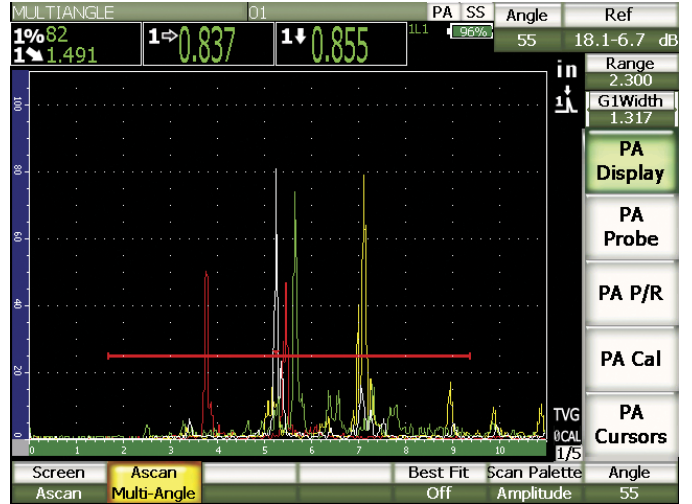 MULTIANGLE 01 PA SS Angle Ref
1%82 1⇨0.837 1⬇0.855 1L1 96% 55 18.1-6.7 dB
1⬊1.491
in Range
2.300
G1Width
1.317
PA
Display
PA
Probe
PA P/R
PA Cal
PA
Cursors
100
80
60
40
20
0
TVG
0CAL
1/5
0 1 2 3 4 5 6 7 8 9 10
Screen Ascan Best Fit Scan Palette Angle
Ascan Multi-Angle Off Amplitude 55